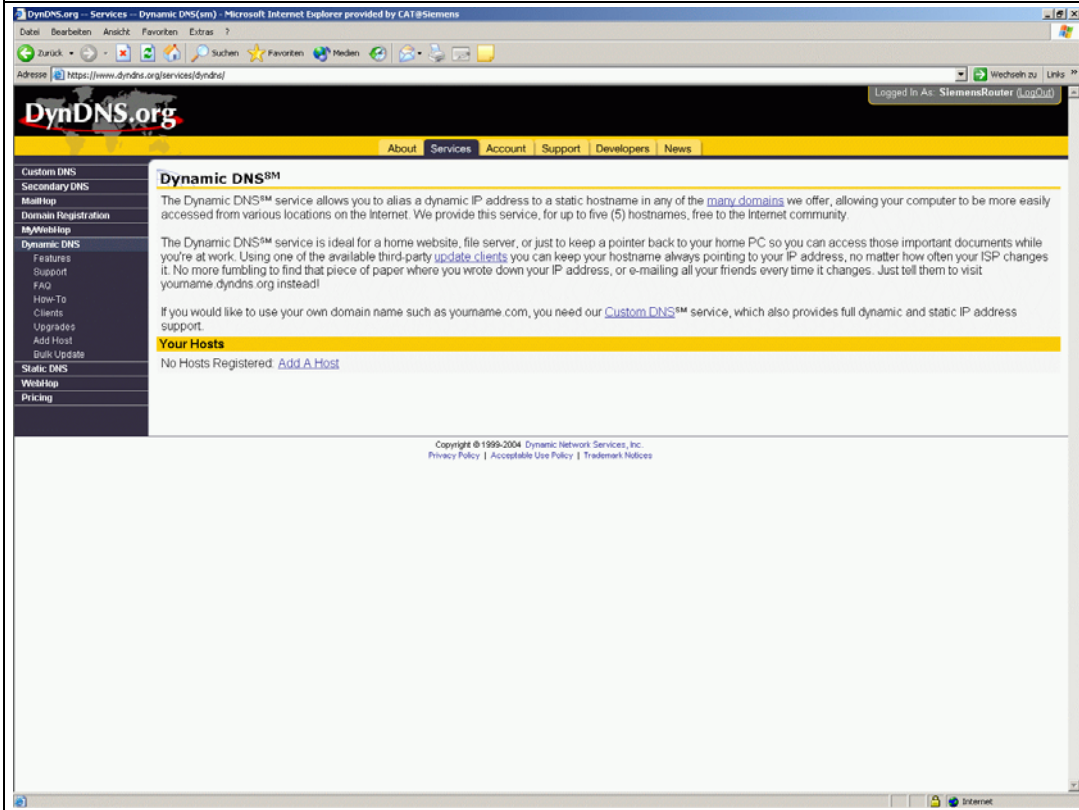 DynDNS.org -- Services -- Dynamic DNS(sm) - Microsoft Internet Explorer provided by CAT@Siemens
Datei Bearbeiten Ansicht Favoriten Extras ?
Zurück Suchen Favoriten Medien
Adresse https://www.dyndns.org/services/dyndns/ Wechseln zu Links »
Logged In As: SiemensRouter (LogOut)
DynDNS.org
About Services Account Support Developers News
Custom DNS
Secondary DNS
MailHop
Domain Registration
MyWebHop
Dynamic DNS
Features
Support
FAQ
How-To
Clients
Upgrades
Add Host
Bulk Update
Static DNS
WebHop
Pricing
Dynamic DNS℠
The Dynamic DNS℠ service allows you to alias a dynamic IP address to a static hostname in any of the many domains we offer, allowing your computer to be more easily
accessed from various locations on the Internet. We provide this service, for up to five (5) hostnames, free to the Internet community.
The Dynamic DNS℠ service is ideal for a home website, file server, or just to keep a pointer back to your home PC so you can access those important documents while
you're at work. Using one of the available third-party update clients you can keep your hostname always pointing to your IP address, no matter how often your ISP changes
it. No more fumbling to find that piece of paper where you wrote down your IP address, or e-mailing all your friends every time it changes. Just tell them to visit
yourname.dyndns.org instead!
If you would like to use your own domain name such as yourname.com, you need our Custom DNS℠ service, which also provides full dynamic and static IP address
support.
Your Hosts
No Hosts Registered: Add A Host
Copyright © 1999-2004 Dynamic Network Services, Inc.
Privacy Policy | Acceptable Use Policy | Trademark Notices
Internet